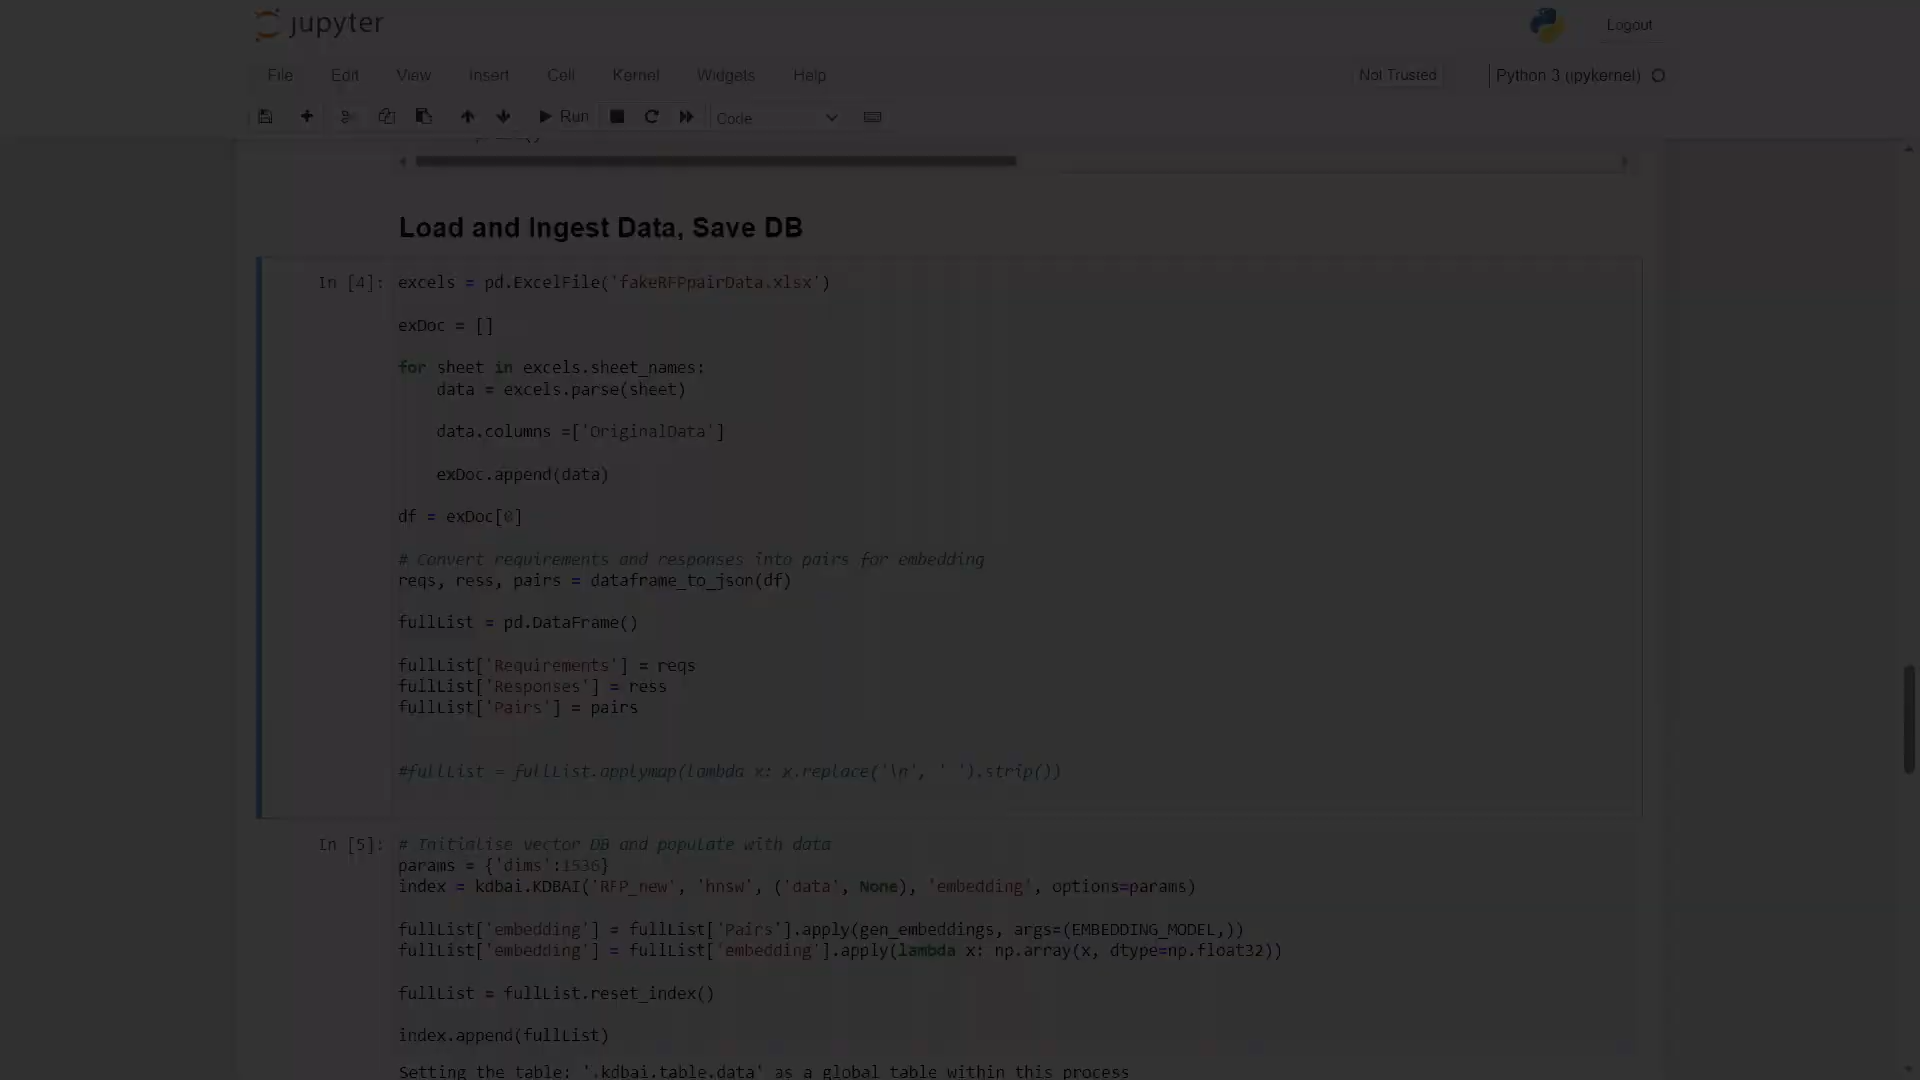 jupyter
Logout
File Edit View Insert Cell Kernel Widgets Help
Not Trusted
Python 3 (ipykernel)
Run
Code
Load and Ingest Data, Save DB
In [4]: excels = pd.ExcelFile('fakeRFPpairData.xlsx')
exDoc = []
for sheet in excels.sheet_names:
data = excels.parse(sheet)
data.columns =['OriginalData']
exDoc.append(data)
df = exDoc[0]
# Convert requirements and responses into pairs for embedding
reqs, ress, pairs = dataframe_to_json(df)
fullList = pd.DataFrame()
fullList['Requirements'] = reqs
fullList['Responses'] = ress
fullList['Pairs'] = pairs
#fullList = fullList.applymap(lambda x: x.replace('\n', ' ').strip())
In [5]: # Initialise vector DB and populate with data
params = {'dims':1536}
index = kdbai.KDBAI('RFP_new', 'hnsw', ('data', None), 'embedding', options=params)
fullList['embedding'] = fullList['Pairs'].apply(gen_embeddings, args=(EMBEDDING_MODEL,))
fullList['embedding'] = fullList['embedding'].apply(lambda x: np.array(x, dtype=np.float32))
fullList = fullList.reset_index()
index.append(fullList)
Setting the table: '.kdbai.table.data' as a global table within this process